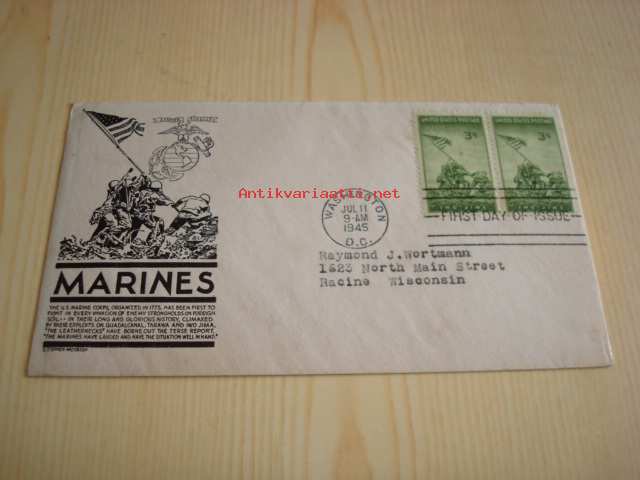 UNITED STATES POSTAGE
3¢
UNITED STATES POSTAGE
3¢
Antikvariaatti.net
WASHINGTON
JUL 11
9-AM
1945
D.C.
FIRST DAY OF ISSUE
Raymond J. Wortmann
1623 North Main Street
Racine Wisconsin
MARINES
THE U.S. MARINE CORPS, ORGANIZED IN 1775, HAS BEEN FIRST TO
FIGHT IN EVERY INVASION OF ENEMY STRONGHOLDS ON FOREIGN
SOIL -- IN THEIR LONG AND GLORIOUS HISTORY, CLIMAXED
BY THEIR EXPLOITS ON GUADALCANAL, TARAWA AND IWO JIMA,
"THE LEATHERNECKS" HAVE BORNE OUT THE TERSE REPORT,
"THE MARINES HAVE LANDED AND HAVE THE SITUATION WELL IN HAND."